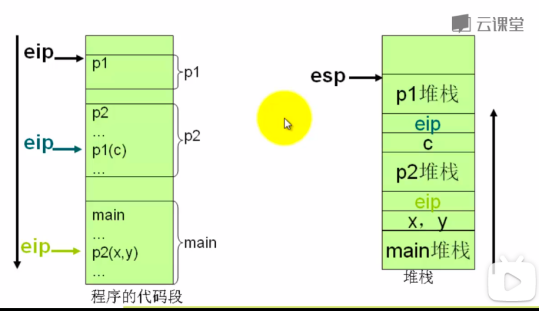 云课堂
eip
p1
p1
esp
p1堆栈
p2
...
eip
p1(c)
...
p2
eip
c
p2堆栈
eip
main
...
eip
p2(x,y)
...
main
x，y
main堆栈
程序的代码段
堆栈